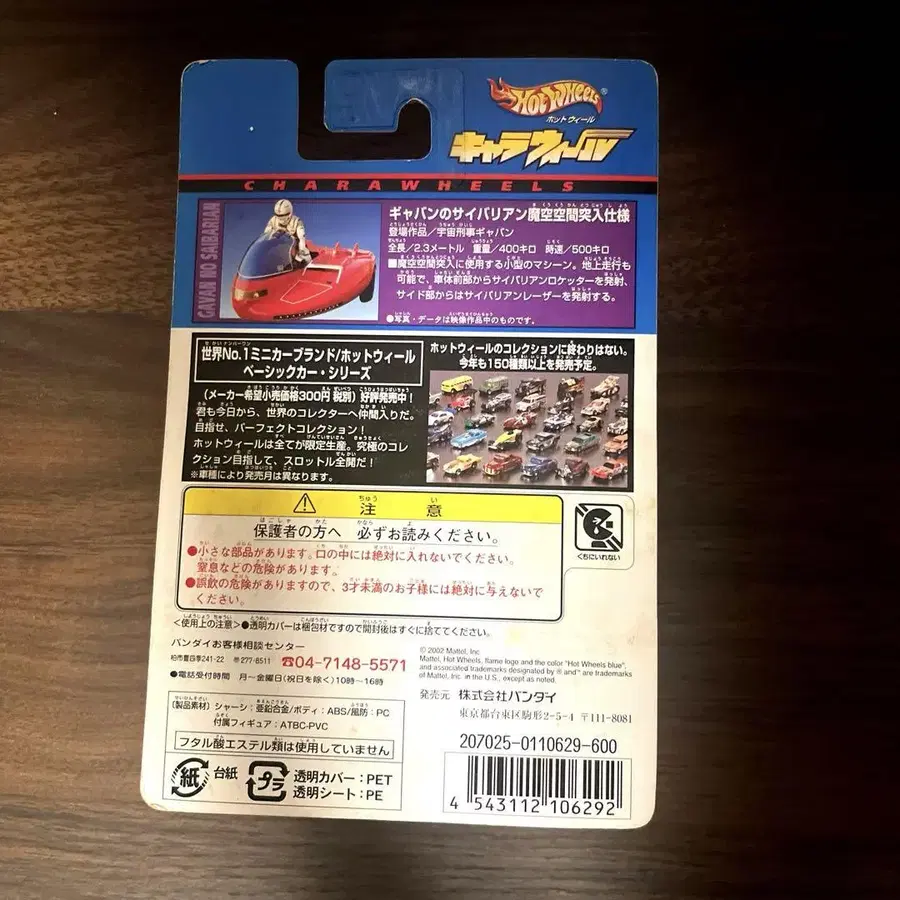 HOT WHEELS®
ホットウィール
キャラウィール
CHARAWHEELS
GAVAN NO SAIBARIAN
ギャバンのサイバリアン魔空空間突入仕様
登場作品／宇宙刑事ギャバン
全長／2.3メートル 重量／400キロ 時速／500キロ
■魔空空間突入に使用する小型のマシーン。地上走行も
可能で、車体前部からサイバリアンロケッターを発射、
サイド部からはサイバリアンレーザーを発射する。
●写真・データは映像作品中のものです。
世界No.1ミニカーブランド/ホットウィール
ベーシックカー・シリーズ
(メーカー希望小売価格300円 税別) 好評発売中！
君も今日から、世界のコレクターへ仲間入りだ。
目指せ、パーフェクトコレクション！
ホットウィールは全てが限定生産。究極のコレ
クション目指して、スロットル全開だ！
※車種により発売月は異なります。
ホットウィールのコレクションに終わりはない。
今年も150種類以上を発売予定。
注意
保護者の方へ 必ずお読みください。
●小さな部品があります。口の中には絶対に入れないでください。
窒息などの危険があります。
●誤飲の危険がありますので、3才未満のお子様には絶対に与えないで
ください。
くちにいれない
＜使用上の注意＞●透明カバーは梱包材ですので開封後はすぐに捨ててください。
バンダイお客様相談センター
柏市豊四季241-22 〒277-8511 ☎04-7148-5571
●電話受付時間 月〜金曜日(祝日を除く)10時〜16時
© 2002 Mattel, Inc.
Mattel, Hot Wheels, flame logo and the color "Hot Wheels blue",
and associated trademarks designated by ® and ™ are trademarks
of Mattel, Inc. in the U.S., except as noted.
発売元 株式会社バンダイ
東京都台東区駒形2-5-4 〒111-8081
[製品素材] シャーシ：亜鉛合金/ボディ：ABS/風防：PC
付属フィギュア：ATBC-PVC
フタル酸エステル類は使用していません
紙 台紙
プラ 透明カバー：PET
透明シート：PE
207025-0110629-600
4 543112 106292